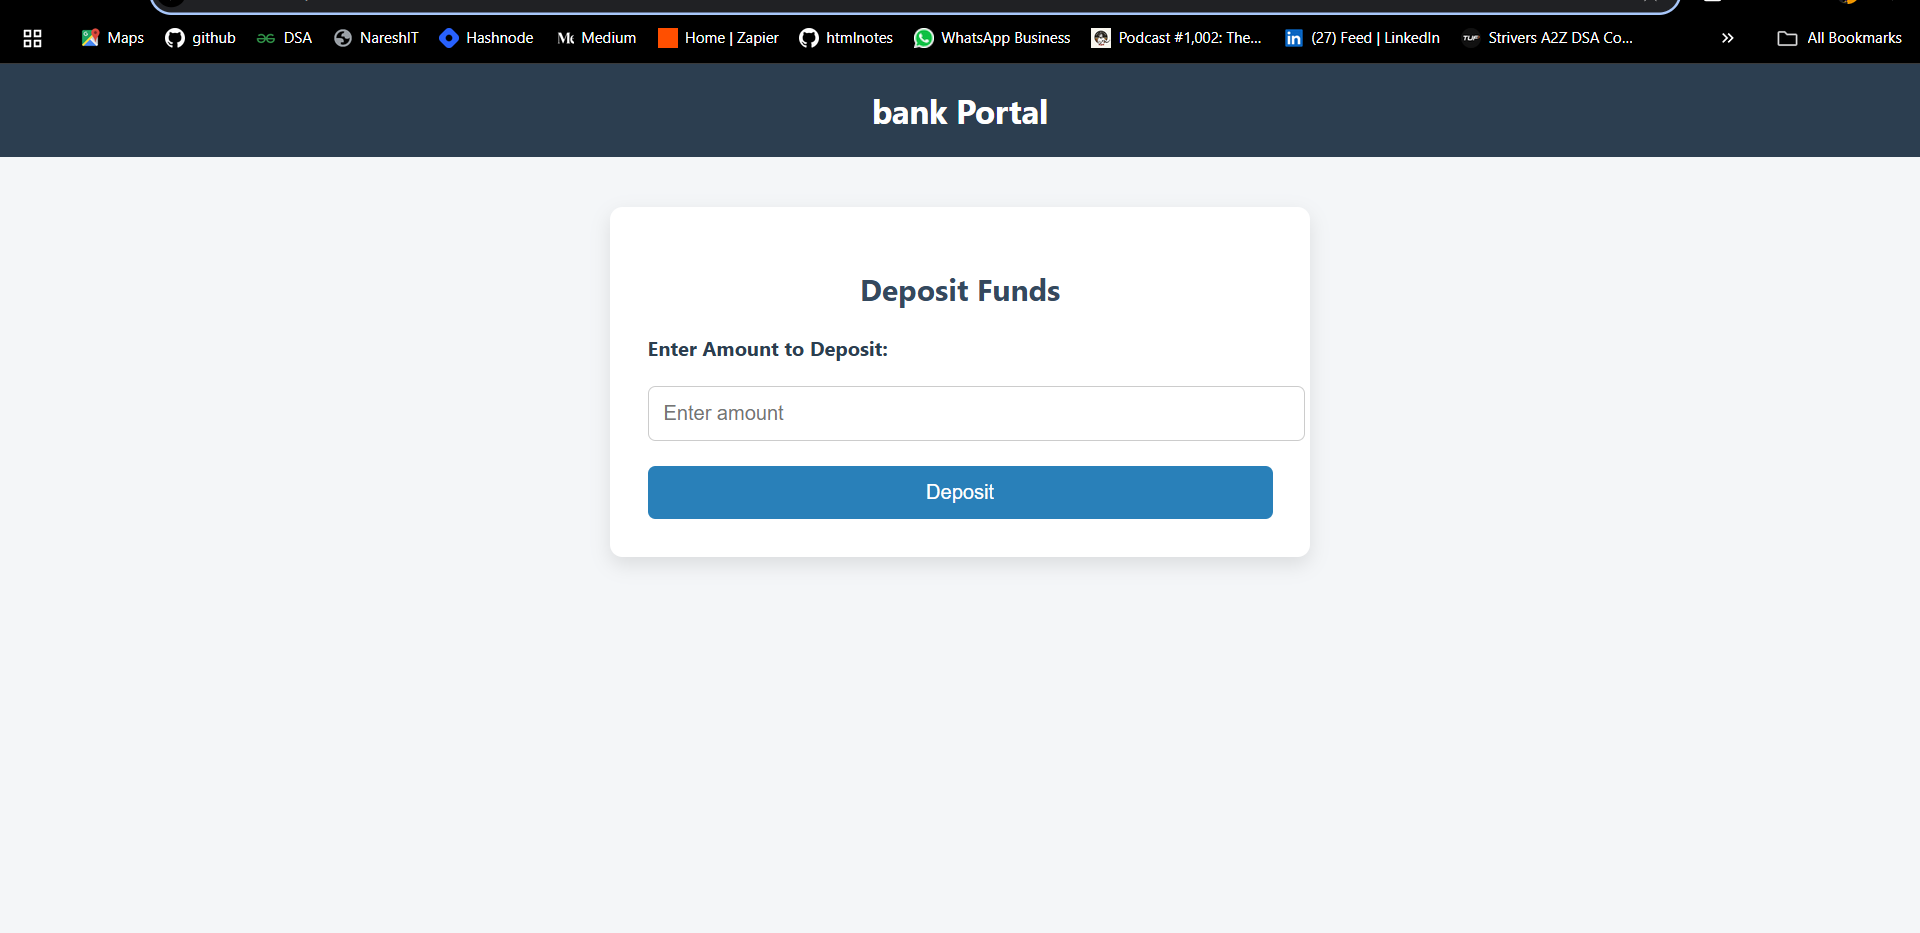 Maps github DSA NareshIT Hashnode Medium Home | Zapier htmlnotes WhatsApp Business Podcast #1,002: The... (27) Feed | LinkedIn Strivers A2Z DSA Co... » All Bookmarks
bank Portal
Deposit Funds
Enter Amount to Deposit:
Enter amount
Deposit